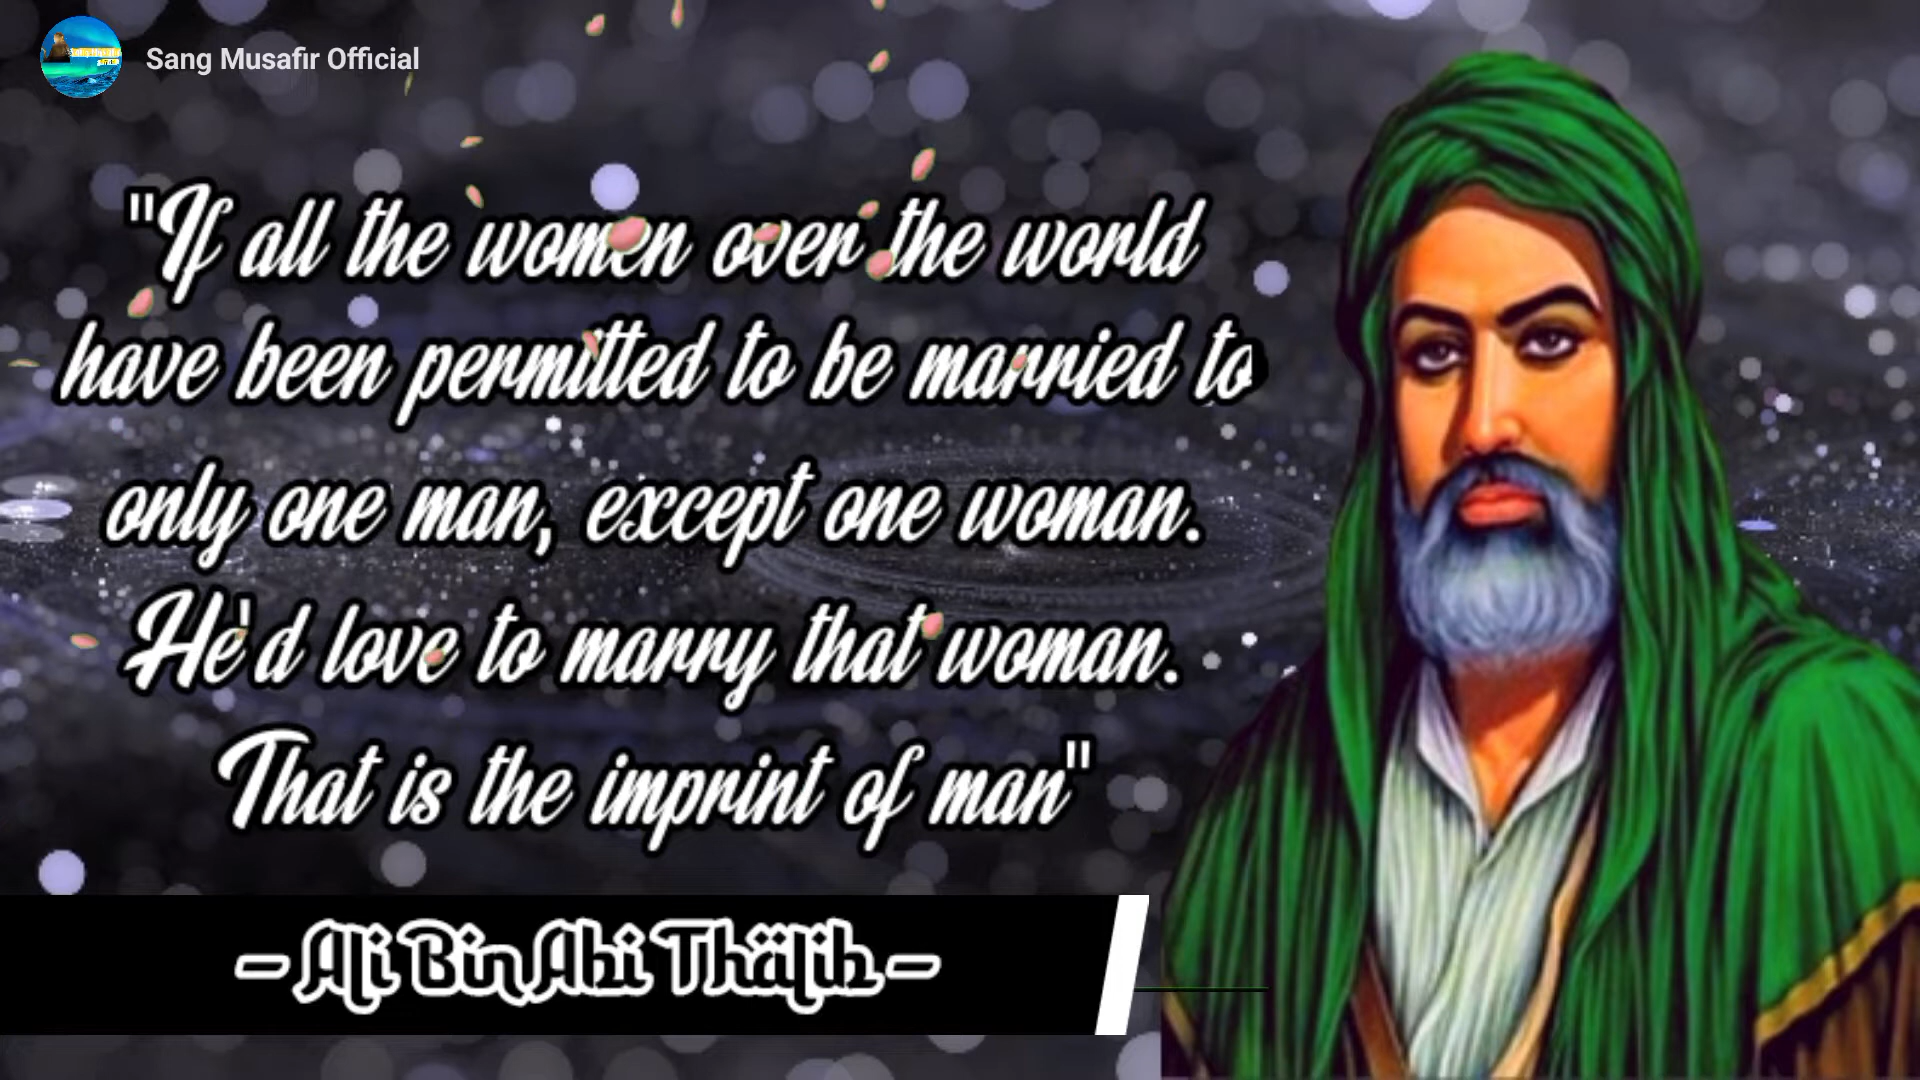 Sang Musafir Official
"If all the women over the world
have been permitted to be married to
only one man, except one woman.
He'd love to marry that woman.
That is the imprint of man"
- Ali Bin Abi Thälib -